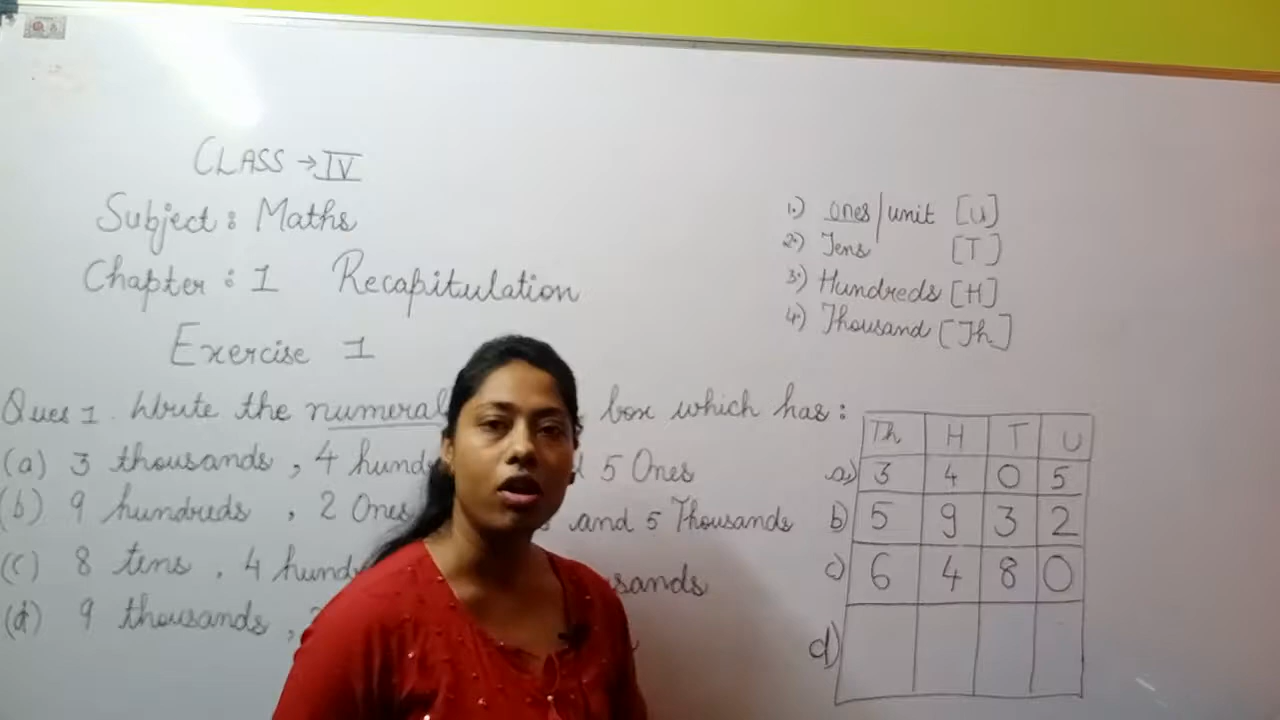 CLASS → IV
Subject : Maths
Chapter : 1 Recapitulation
Exercise 1
Ques 1. Write the numeral box which has :
(a) 3 thousands , 4 5 Ones
(b) 9 hundreds , 2 Ones and 5 Thousands
(c) 8 tens , 4
(d) 9 thousands ,
1.) ones/unit [U]
2.) Tens [T]
3.) Hundreds [H]
4.) Thousand [Th]
Th H T U
a) 3 4 0 5
b) 5 9 3 2
c) 6 4 8 0
d)